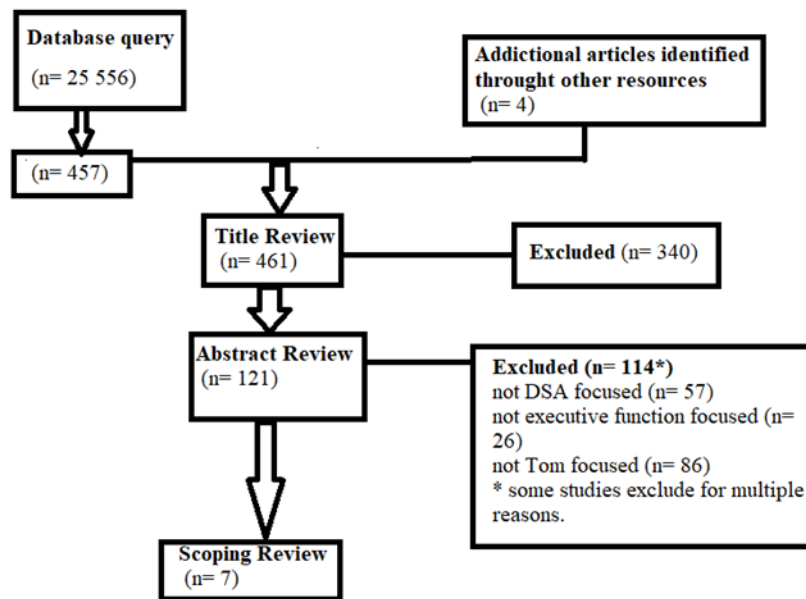 Database query
(n= 25 556)
Addictional articles identified
throught other resources
(n= 4)
(n= 457)
Title Review
(n= 461)
Excluded (n= 340)
Abstract Review
(n= 121)
Excluded (n= 114*)
not DSA focused (n= 57)
not executive function focused (n=
26)
not Tom focused (n= 86)
* some studies exclude for multiple
reasons.
Scoping Review
(n= 7)